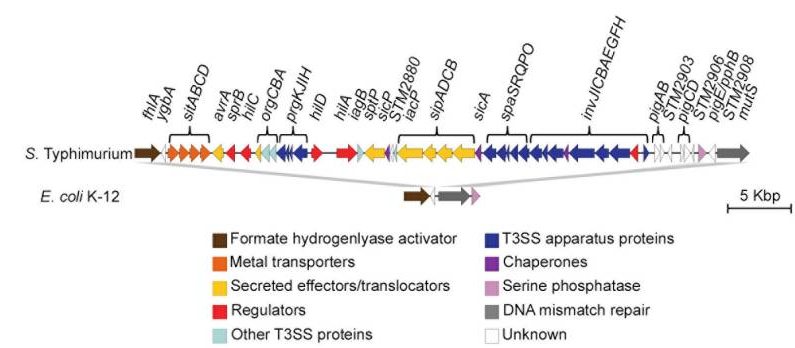 fhlA ygbA sitABCD avrA sprB hilC orgCBA prgKJIH hilD hilA iagB sptP sicP STM2880 iacP sipADCB sicA spaSRQPO invJICBAEGFH pigAB STM2903 pigCD STM2906 pigE/pphB STM2908 mutS
S. Typhimurium
E. coli K-12
5 Kbp
Formate hydrogenlyase activator
Metal transporters
Secreted effectors/translocators
Regulators
Other T3SS proteins
T3SS apparatus proteins
Chaperones
Serine phosphatase
DNA mismatch repair
Unknown